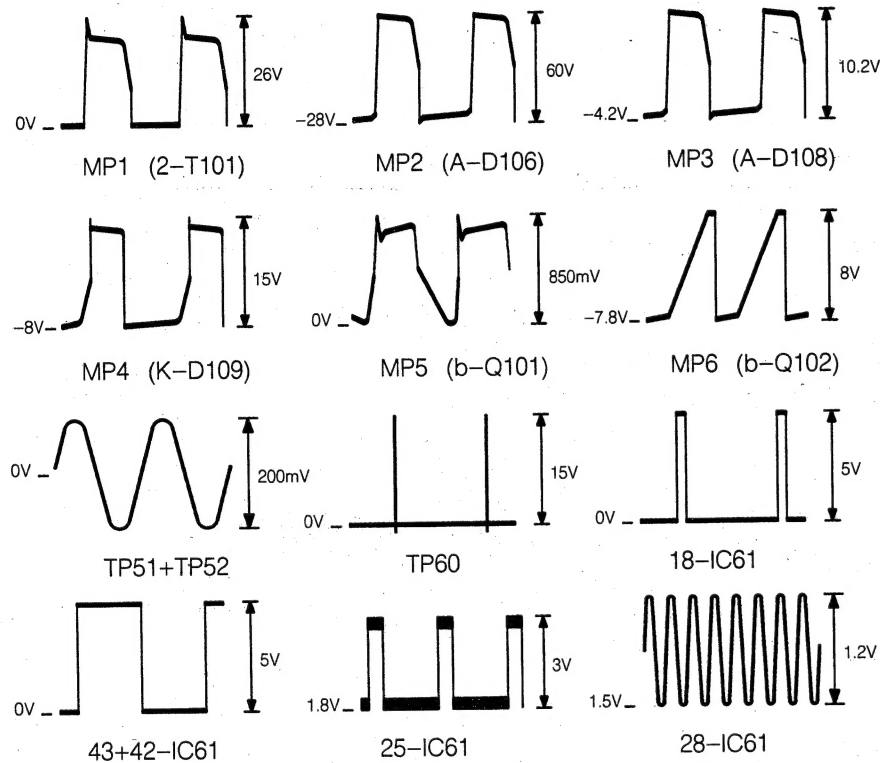 26V
0V
MP1 (2-T101)
60V
-28V
MP2 (A-D106)
10.2V
-4.2V
MP3 (A-D108)
15V
-8V
MP4 (K-D109)
850mV
0V
MP5 (b-Q101)
8V
-7.8V
MP6 (b-Q102)
0V
200mV
TP51+TP52
15V
0V
TP60
5V
0V
18-IC61
5V
0V
43+42-IC61
3V
1.8V
25-IC61
1.2V
1.5V
28-IC61